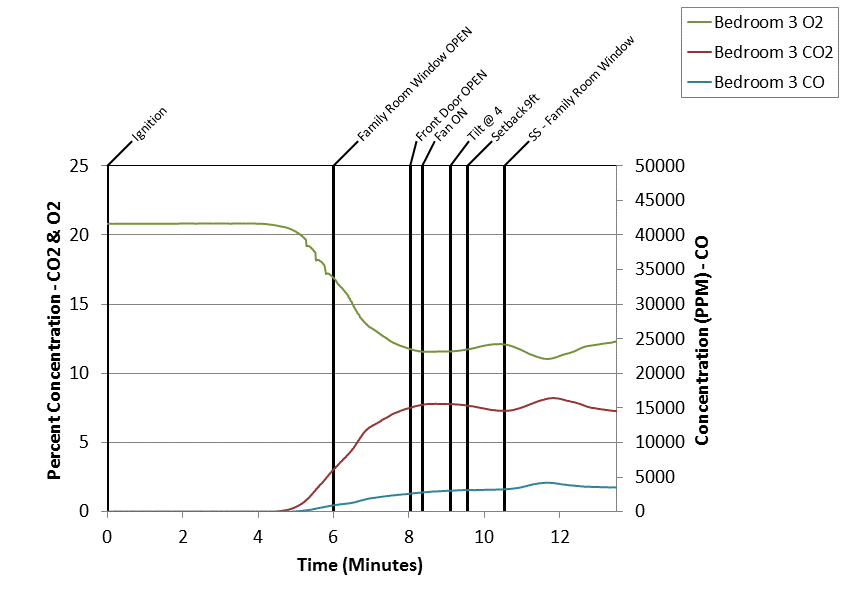 Bedroom 3 O2
Bedroom 3 CO2
Bedroom 3 CO
Ignition
Family Room Window OPEN
Front Door OPEN
Fan ON
Tilt @ 4
Setback 9ft
SS - Family Room Window
25
20
15
10
5
0
Percent Concentration - CO2 & O2
50000
45000
40000
35000
30000
25000
20000
15000
10000
5000
0
Concentration (PPM) - CO
0 2 4 6 8 10 12
Time (Minutes)